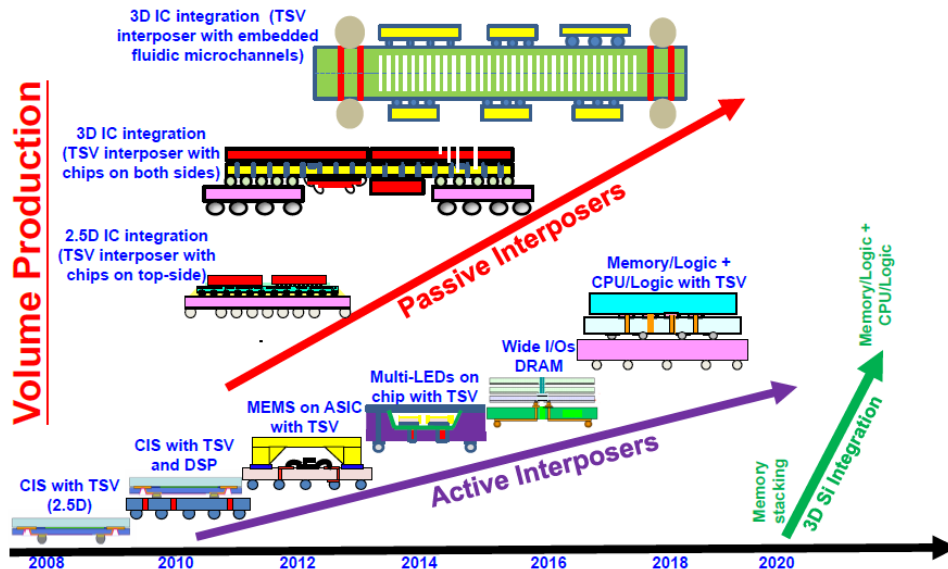 3D IC integration (TSV
interposer with embedded
fluidic microchannels)
Volume Production
3D IC integration
(TSV interposer with
chips on both sides)
2.5D IC integration
(TSV interposer with
chips on top-side)
Passive Interposers
Memory/Logic +
CPU/Logic with TSV
Memory/Logic +
CPU/Logic
Wide I/Os
DRAM
Multi-LEDs on
chip with TSV
MEMS on ASIC
with TSV
CIS with TSV
and DSP
CIS with TSV
(2.5D)
Active Interposers
Memory
stacking
3D Si Integration
2008
2010
2012
2014
2016
2018
2020